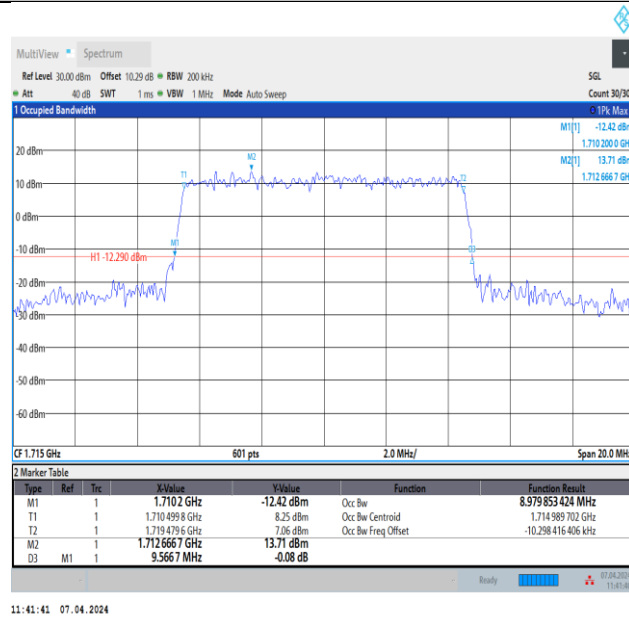 MultiView Spectrum
Ref Level 30.00 dBm Offset 10.29 dB RBW 200 kHz SGL
Att 40 dB SWT 1 ms VBW 1 MHz Mode Auto Sweep Count 30/30
1 Occupied Bandwidth 1Pk Max
M1[1] -12.42 dBm
1.710 200 0 GH
20 dBm M2 M2[1] 13.71 dBm
1.712 666 7 GH
T1 T2
10 dBm
0 dBm
M1
-10 dBm D3
H1 -12.290 dBm
-20 dBm
-30 dBm
-40 dBm
-50 dBm
-60 dBm
CF 1.715 GHz 601 pts 2.0 MHz/ Span 20.0 MHz
2 Marker Table
Type Ref Trc X-Value Y-Value Function Function Result
M1 1 1.710 2 GHz -12.42 dBm Occ Bw 8.979 853 424 MHz
T1 1 1.710 499 8 GHz 8.25 dBm Occ Bw Centroid 1.714 989 702 GHz
T2 1 1.719 479 6 GHz 7.06 dBm Occ Bw Freq Offset -10.298 416 406 kHz
M2 1 1.712 666 7 GHz 13.71 dBm
D3 M1 1 9.566 7 MHz -0.08 dB
Ready 07.04.2024
11:41:40
11:41:41 07.04.2024